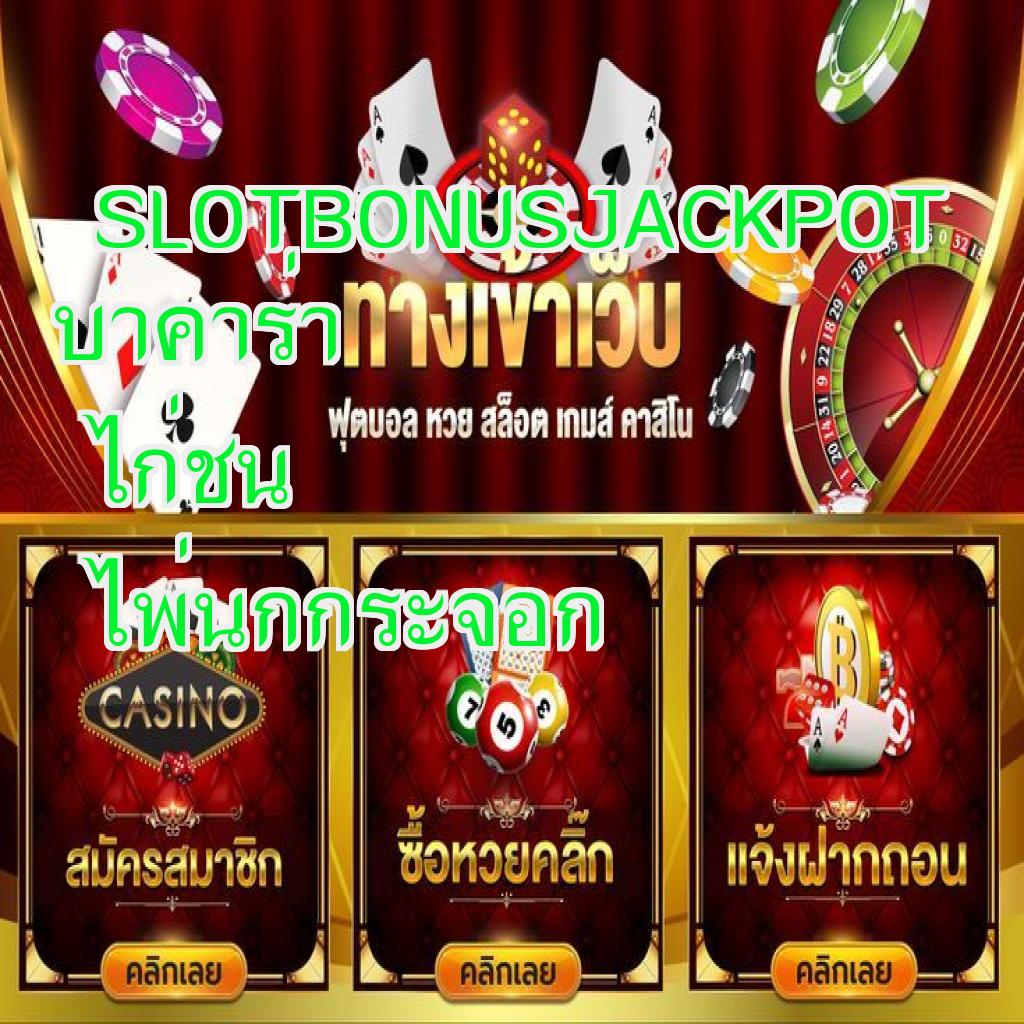 SLOTBONUSJACKPOT
ทางเข้าเว็บ
บาคาร่า
ฟุตบอล หวย สล็อต เกมส์ คาสิโน
ไก่ชน
ไพ่นกกระจอก
CASINO
สมัครสมาชิก
ซื้อหวยคลิ๊ก
แจ้งฝากถอน
คลิกเลย
คลิกเลย
คลิกเลย